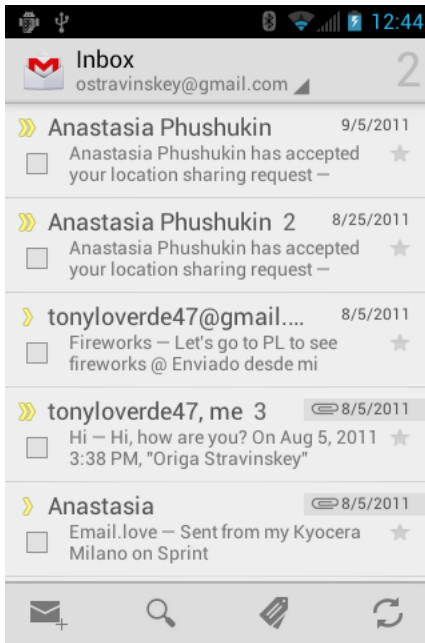 12:44
Inbox
ostravinskey@gmail.com
2
Anastasia Phushukin 9/5/2011
Anastasia Phushukin has accepted
your location sharing request —
Anastasia Phushukin 2 8/25/2011
Anastasia Phushukin has accepted
your location sharing request —
tonyloverde47@gmail.... 8/5/2011
Fireworks — Let's go to PL to see
fireworks @ Enviado desde mi
tonyloverde47, me 3 8/5/2011
Hi — Hi, how are you? On Aug 5, 2011
3:38 PM, "Origa Stravinskey"
Anastasia 8/5/2011
Email.love — Sent from my Kyocera
Milano on Sprint